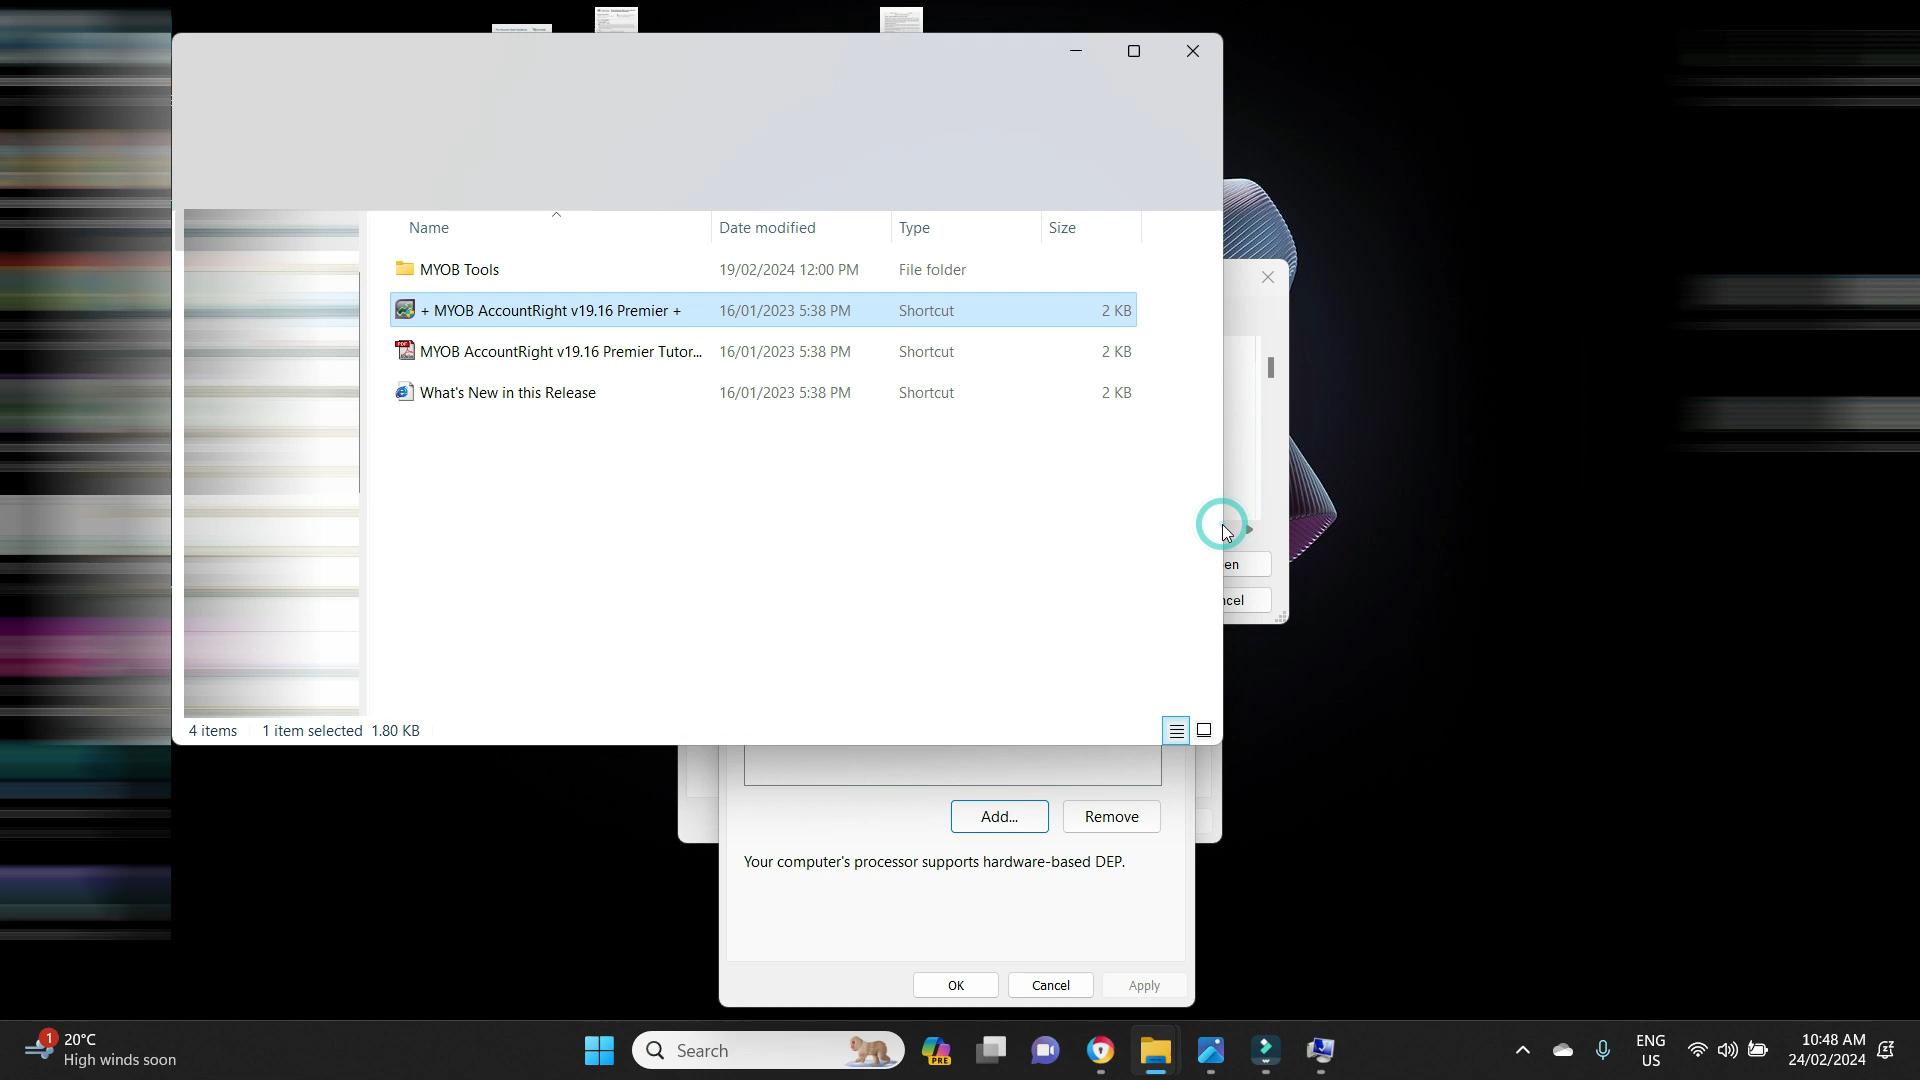 Name Date modified Type Size
MYOB Tools 19/02/2024 12:00 PM File folder
+ MYOB AccountRight v19.16 Premier + 16/01/2023 5:38 PM Shortcut 2 KB
MYOB AccountRight v19.16 Premier Tutor... 16/01/2023 5:38 PM Shortcut 2 KB
What's New in this Release 16/01/2023 5:38 PM Shortcut 2 KB
en
ncel
4 items 1 item selected 1.80 KB
Add... Remove
Your computer's processor supports hardware-based DEP.
OK Cancel Apply
1 20°C
High winds soon
Search
PRE
ENG
US
10:48 AM
24/02/2024